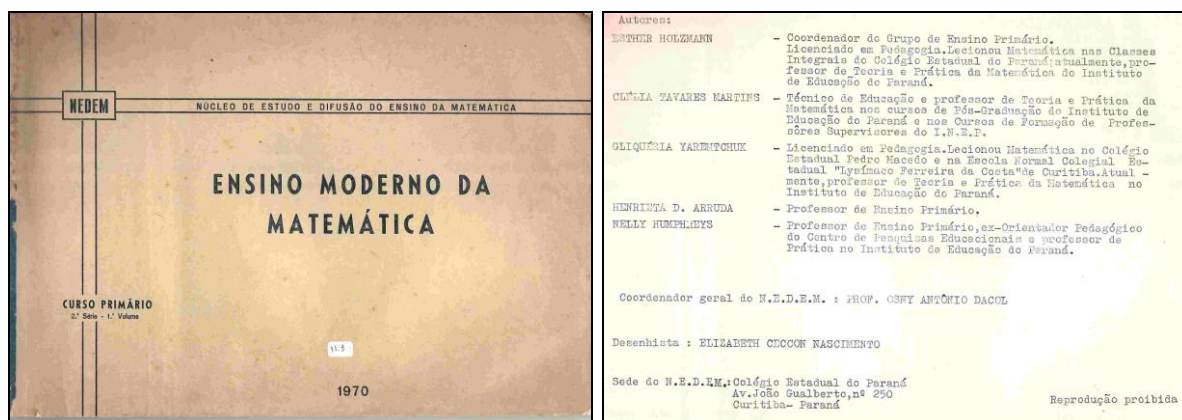 NEDEM
NÚCLEO DE ESTUDO E DIFUSÃO DO ENSINO DA MATEMÁTICA
ENSINO MODERNO DA
MATEMÁTICA
CURSO PRIMÁRIO
2.ª Série - 1.º Volume
11.3
1970
Autores:
ESTHER HOLZMANN - Coordenador do Grupo de Ensino Primário.
Licenciado em Pedagogia.Lecionou Matemática nas Classes
Integrais do Colégio Estadual do Paraná;atualmente,pro-
fessor de Teoria e Prática da Matemática do Instituto
de Educação do Paraná.
CLÉLIA TAVARES MARTINS - Técnico de Educação e professor de Teoria e Prática da
Matemática nos cursos de Pós-Graduação do Instituto de
Educação do Paraná e nos Cursos de Formação de Profes-
sôres Supervisores do I.N.E.P.
GLIQUÉRIA YAREMTCHUK - Licenciado em Pedagogia.Lecionou Matemática no Colégio
Estadual Pedro Macedo e na Escola Normal Colegial Es-
tadual "Lysímaco Ferreira da Costa"de Curitiba.Atual -
mente,professor de Teoria e Prática da Matemática no
Instituto de Educação do Paraná.
HENRIETA D. ARRUDA - Professor de Ensino Primário.
NELLY HUMPHREYS - Professor de Ensino Primário,ex-Orientador Pedagógico
do Centro de Pesquisas Educacionais e professor de
Prática no Instituto de Educação do Paraná.
Coordenador geral do N.E.D.E.M. : PROF. OSNY ANTÔNIO DACOL
Desenhista : ELIZABETH NASCIMENTO
Sede do N.E.D.E.M.:Colégio Estadual do Paraná
Av.João Gualberto,nº 250
Curitiba- Paraná
Reprodução proibida